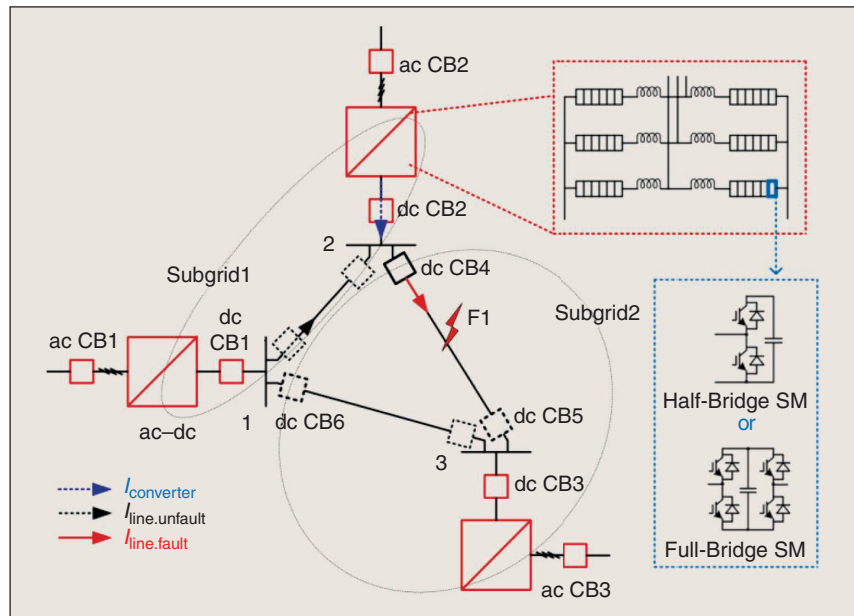 ac CB2
dc CB2
2
dc CB4
Subgrid1
Subgrid2
F1
ac CB1
dc
CB1
ac–dc
1
dc CB6
dc CB5
3
dc CB3
ac CB3
Iconverter
Iline.unfault
Iline.fault
Half-Bridge SM
or
Full-Bridge SM